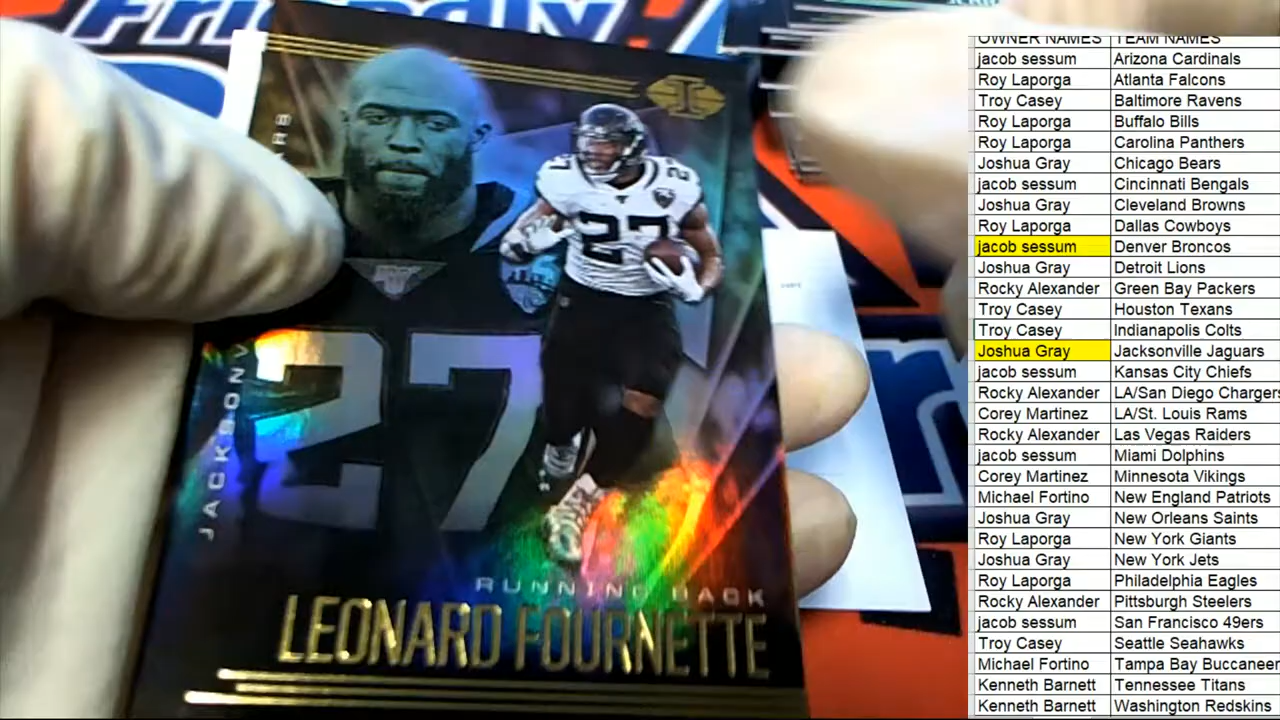 Friendly
27
27
JACKSONV
RUNNING BACK
LEONARD FOURNETTE
OWNER NAMES TEAM NAMES
jacob sessum Arizona Cardinals
Roy Laporga Atlanta Falcons
Troy Casey Baltimore Ravens
Roy Laporga Buffalo Bills
Roy Laporga Carolina Panthers
Joshua Gray Chicago Bears
jacob sessum Cincinnati Bengals
Joshua Gray Cleveland Browns
Roy Laporga Dallas Cowboys
jacob sessum Denver Broncos
Joshua Gray Detroit Lions
Rocky Alexander Green Bay Packers
Troy Casey Houston Texans
Troy Casey Indianapolis Colts
Joshua Gray Jacksonville Jaguars
jacob sessum Kansas City Chiefs
Rocky Alexander LA/San Diego Chargers
Corey Martinez LA/St. Louis Rams
Rocky Alexander Las Vegas Raiders
jacob sessum Miami Dolphins
Corey Martinez Minnesota Vikings
Michael Fortino New England Patriots
Joshua Gray New Orleans Saints
Roy Laporga New York Giants
Joshua Gray New York Jets
Roy Laporga Philadelphia Eagles
Rocky Alexander Pittsburgh Steelers
jacob sessum San Francisco 49ers
Troy Casey Seattle Seahawks
Michael Fortino Tampa Bay Buccaneer
Kenneth Barnett Tennessee Titans
Kenneth Barnett Washington Redskins